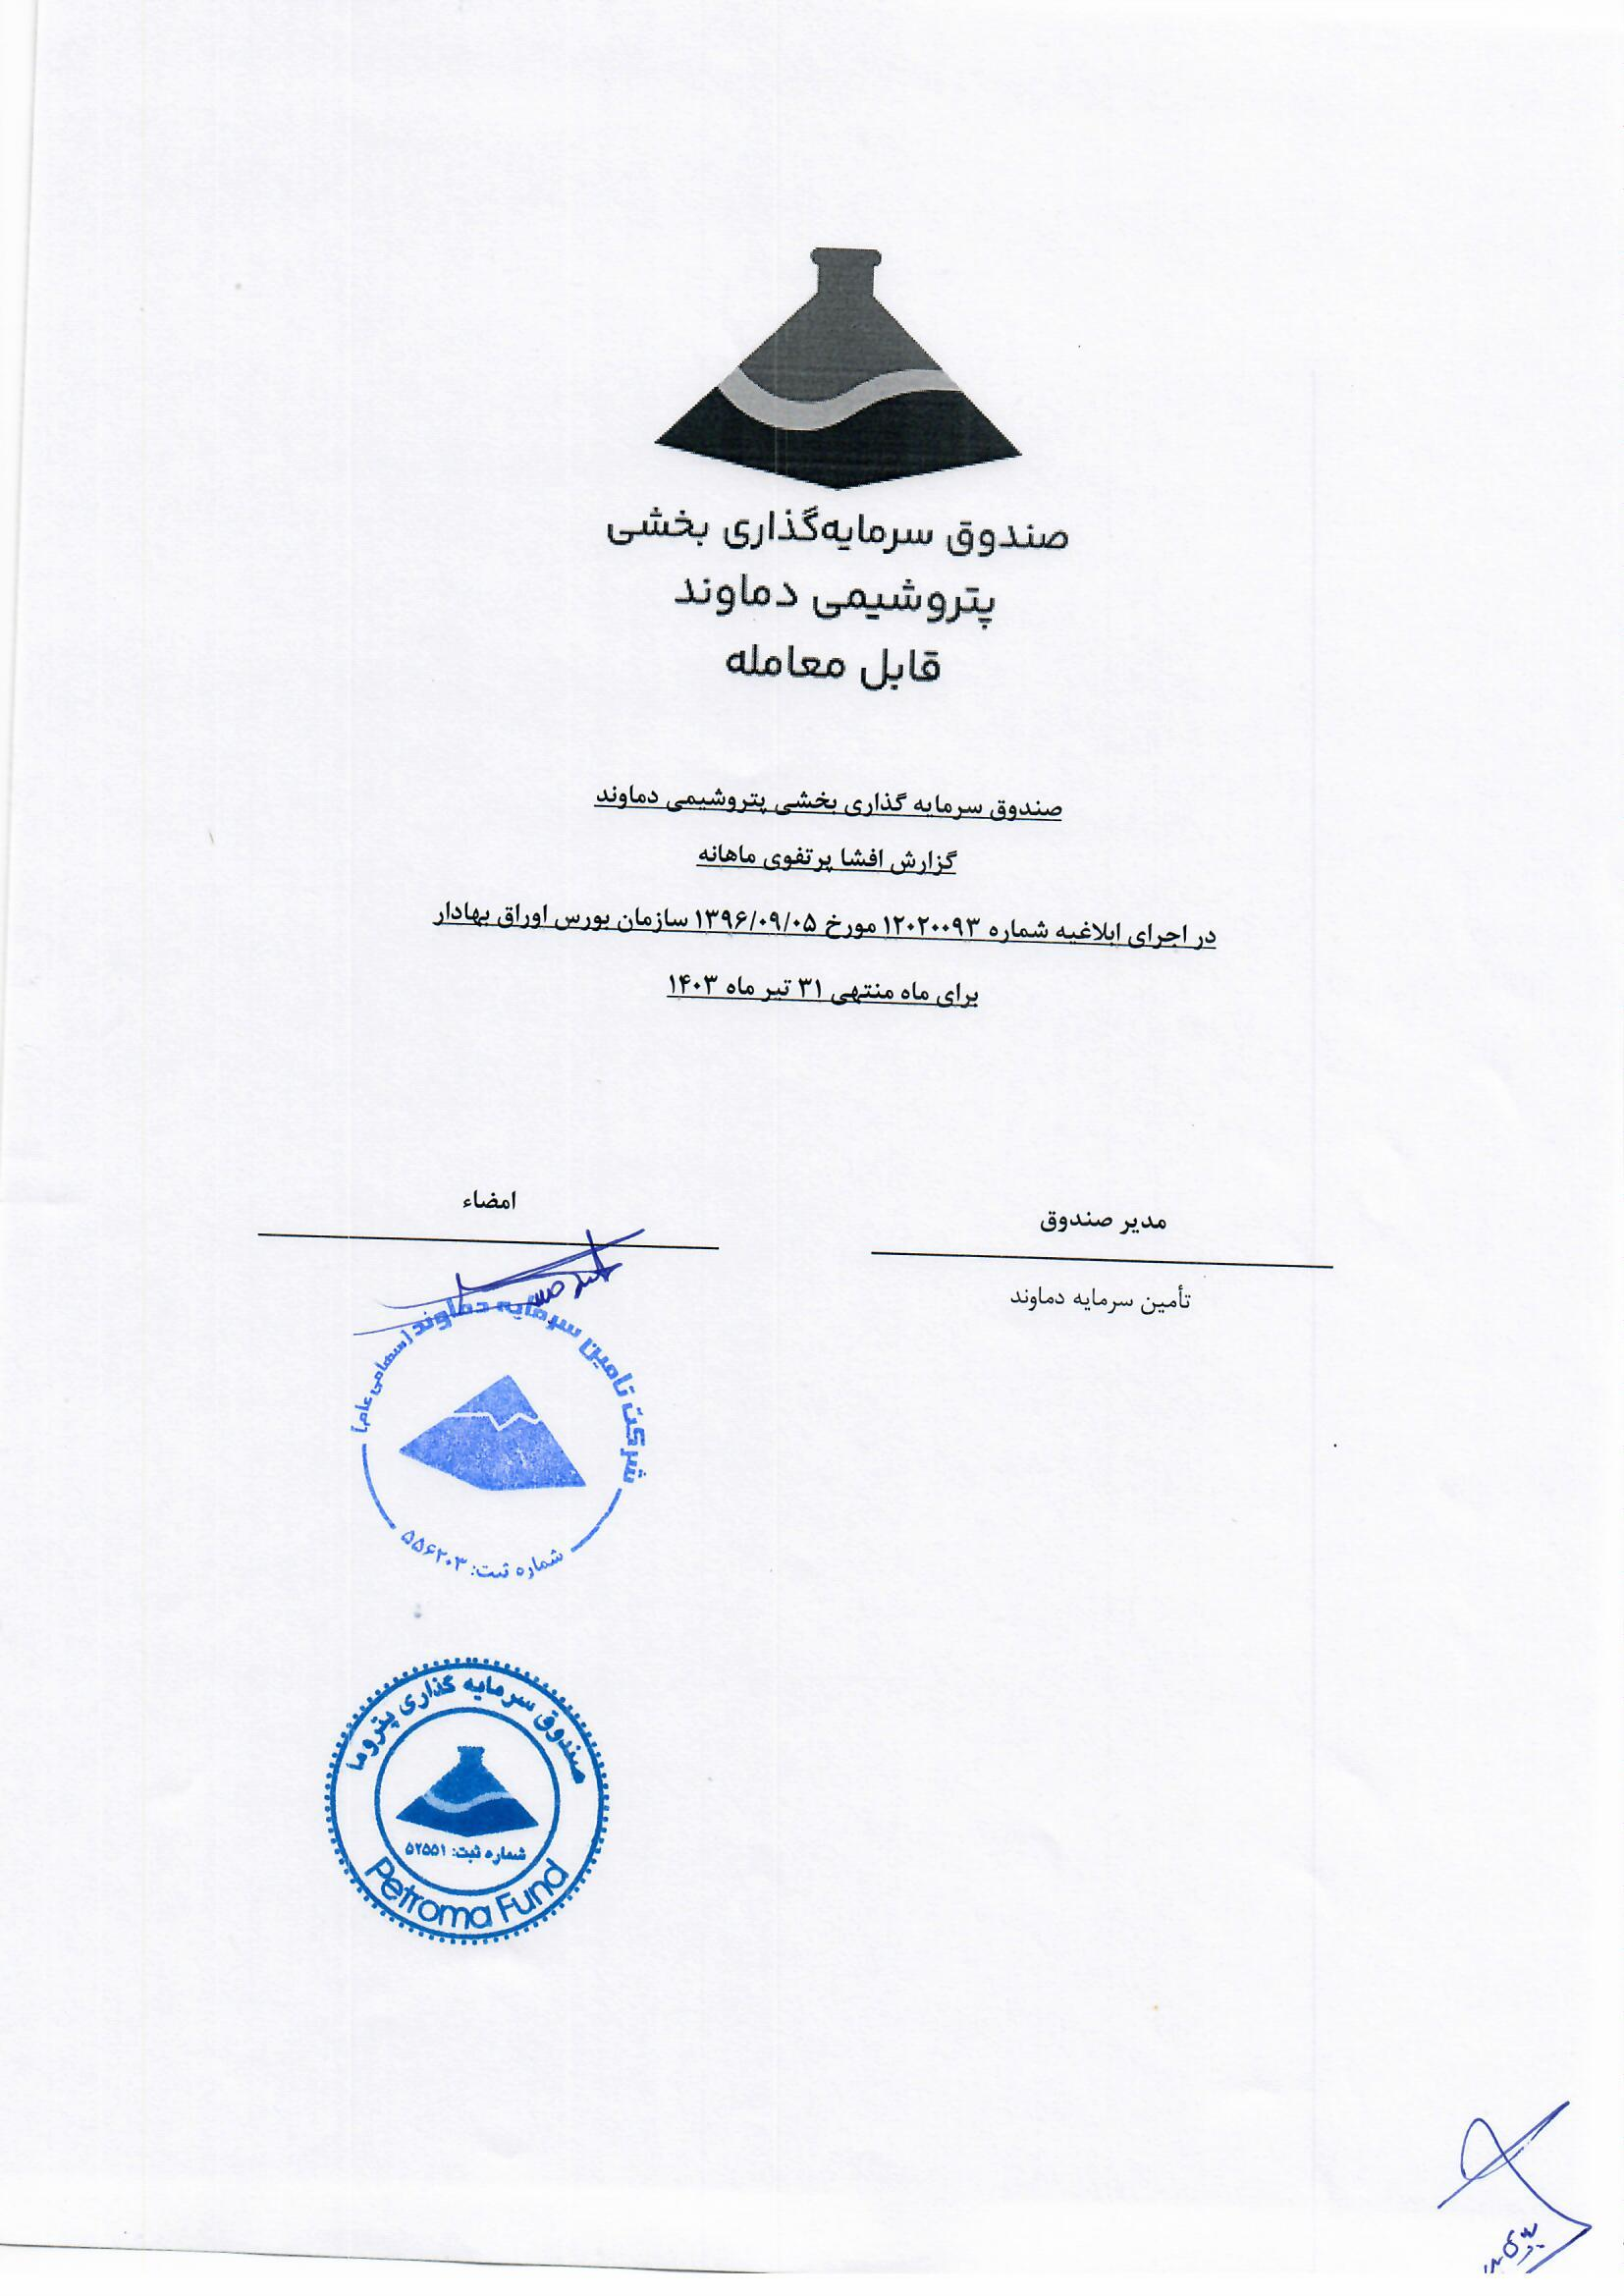 صندوق سرمایه‌گذاری بخشی
پتروشیمی دماوند
قابل معامله
صندوق سرمایه گذاری بخشی پتروشیمی دماوند
گزارش افشا پرتفوی ماهانه
در اجرای ابلاغیه شماره ۱۲۰۲۰۰۹۳ مورخ ۱۳۹۶/۰۹/۰۵ سازمان بورس اوراق بهادار
برای ماه منتهی ۳۱ تیر ماه ۱۴۰۳
مدیر صندوق
امضاء
تأمین سرمایه دماوند
شرکت تامین سرمایه دماوند (سهامی عام)
شماره ثبت: ۵۵۶۲۰۳
صندوق سرمایه گذاری پتروما
شماره ثبت: ۵۲۵۵۱
Petroma Fund